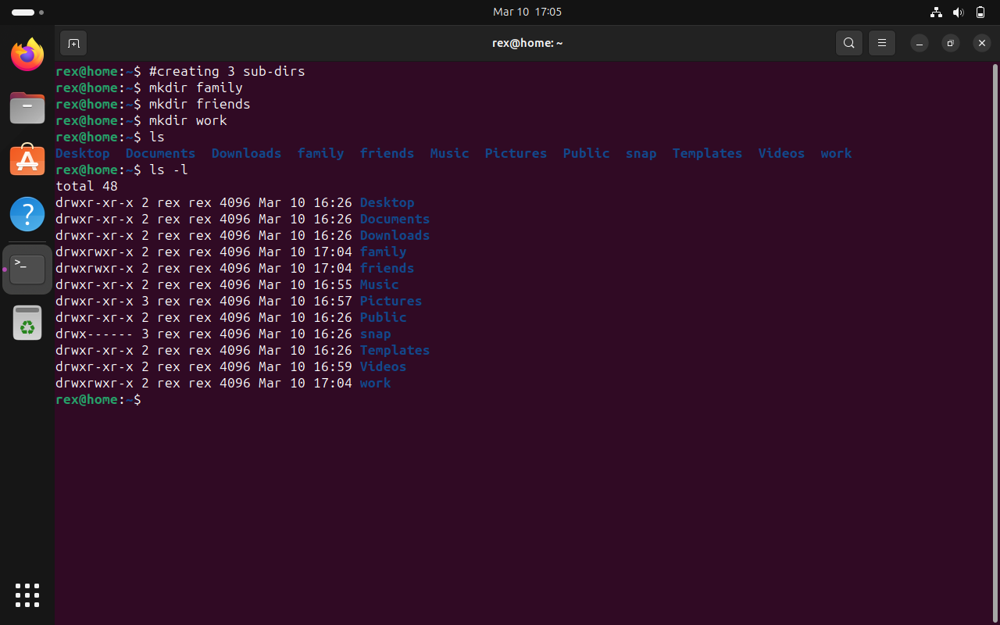 Mar 10 17:05
rex@home: ~
rex@home:~$ #creating 3 sub-dirs
rex@home:~$ mkdir family
rex@home:~$ mkdir friends
rex@home:~$ mkdir work
rex@home:~$ ls
Desktop Documents Downloads family friends Music Pictures Public snap Templates Videos work
rex@home:~$ ls -l
total 48
drwxr-xr-x 2 rex rex 4096 Mar 10 16:26 Desktop
drwxr-xr-x 2 rex rex 4096 Mar 10 16:26 Documents
drwxr-xr-x 2 rex rex 4096 Mar 10 16:26 Downloads
drwxrwxr-x 2 rex rex 4096 Mar 10 17:04 family
drwxrwxr-x 2 rex rex 4096 Mar 10 17:04 friends
drwxr-xr-x 2 rex rex 4096 Mar 10 16:55 Music
drwxr-xr-x 3 rex rex 4096 Mar 10 16:57 Pictures
drwxr-xr-x 2 rex rex 4096 Mar 10 16:26 Public
drwx------ 3 rex rex 4096 Mar 10 16:26 snap
drwxr-xr-x 2 rex rex 4096 Mar 10 16:26 Templates
drwxr-xr-x 2 rex rex 4096 Mar 10 16:59 Videos
drwxrwxr-x 2 rex rex 4096 Mar 10 17:04 work
rex@home:~$